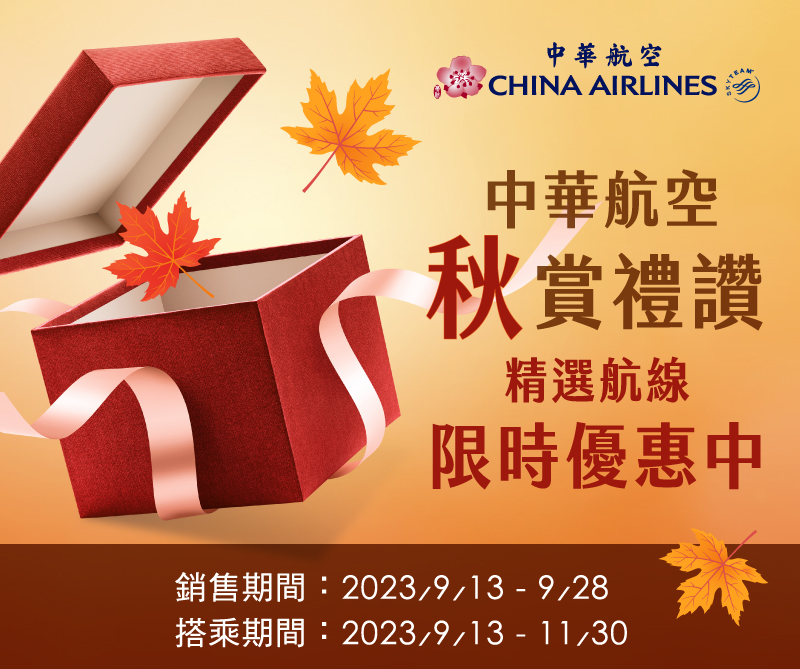 中華航空
CHINA AIRLINES
SKYTEAM
中華航空
秋賞禮讚
精選航線
限時優惠中
銷售期間：2023/9/13 - 9/28
搭乘期間：2023/9/13 - 11/30